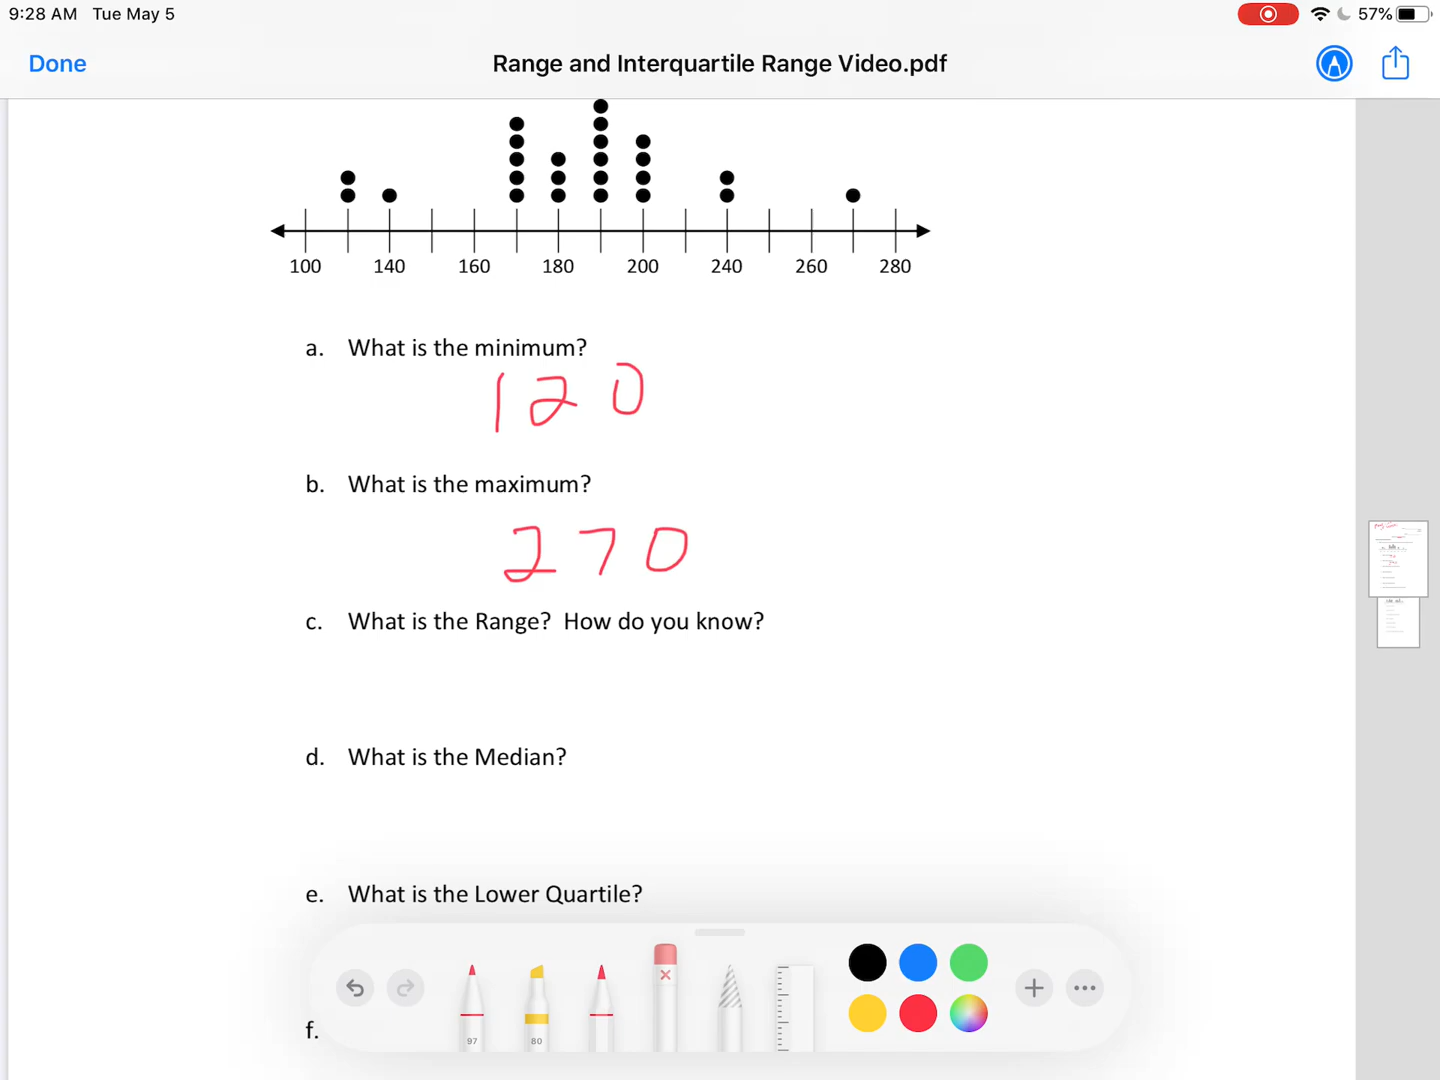 9:28 AM Tue May 5
57%
Done
Range and Interquartile Range Video.pdf
100 140 160 180 200 240 260 280
a. What is the minimum?
120
b. What is the maximum?
270
c. What is the Range? How do you know?
d. What is the Median?
e. What is the Lower Quartile?
f.
97 80